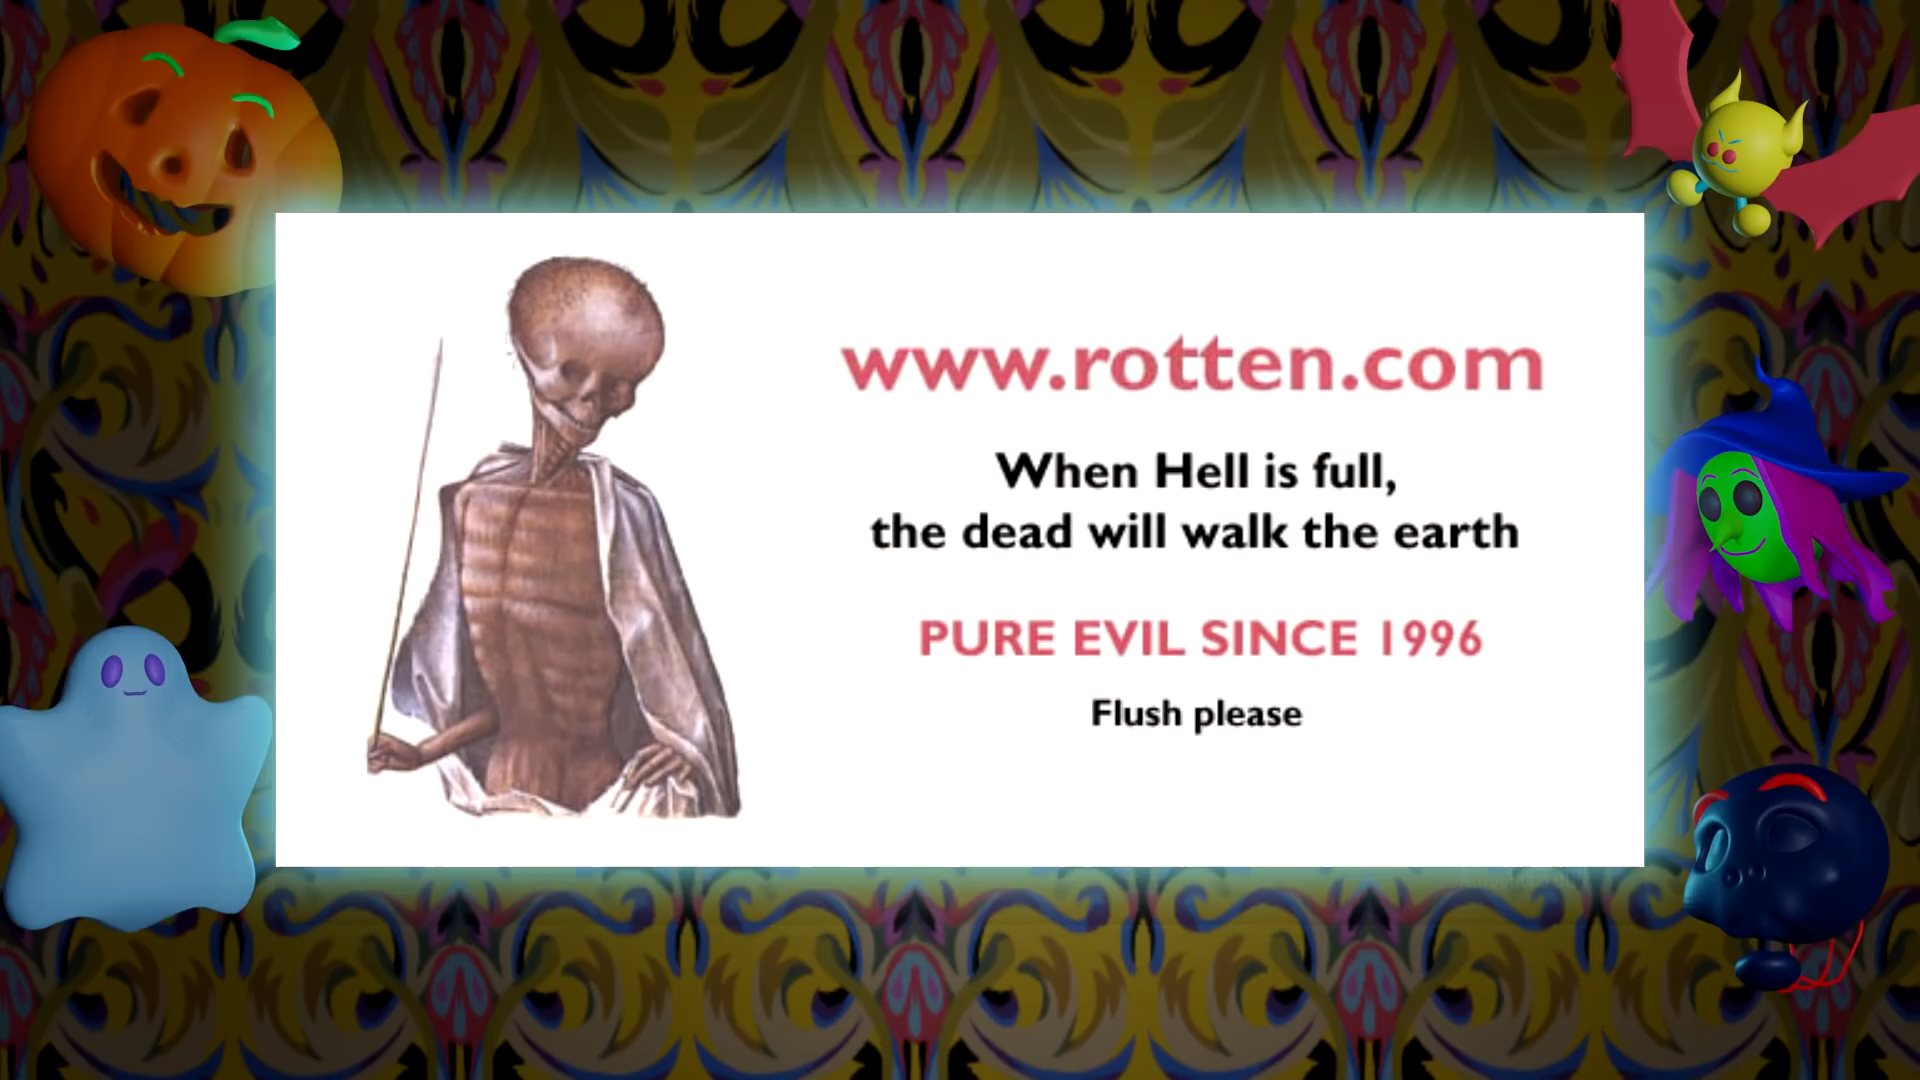 www.rotten.com
When Hell is full,
the dead will walk the earth
PURE EVIL SINCE 1996
Flush please